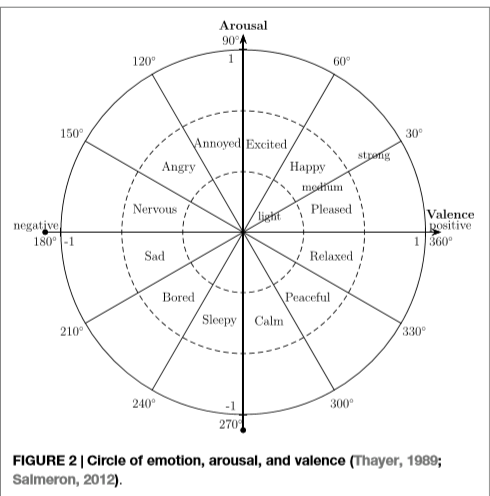 Arousal
90°
1
120°
60°
150°
30°
Annoyed Excited
strong
Angry
Happy
medium
Nervous
light
Pleased
negative
Valence
positive
180° -1
1 360°
Sad
Relaxed
Bored
Peaceful
Sleepy
Calm
210°
330°
240°
-1
300°
270°
FIGURE 2 | Circle of emotion, arousal, and valence (Thayer, 1989;
Salmeron, 2012).